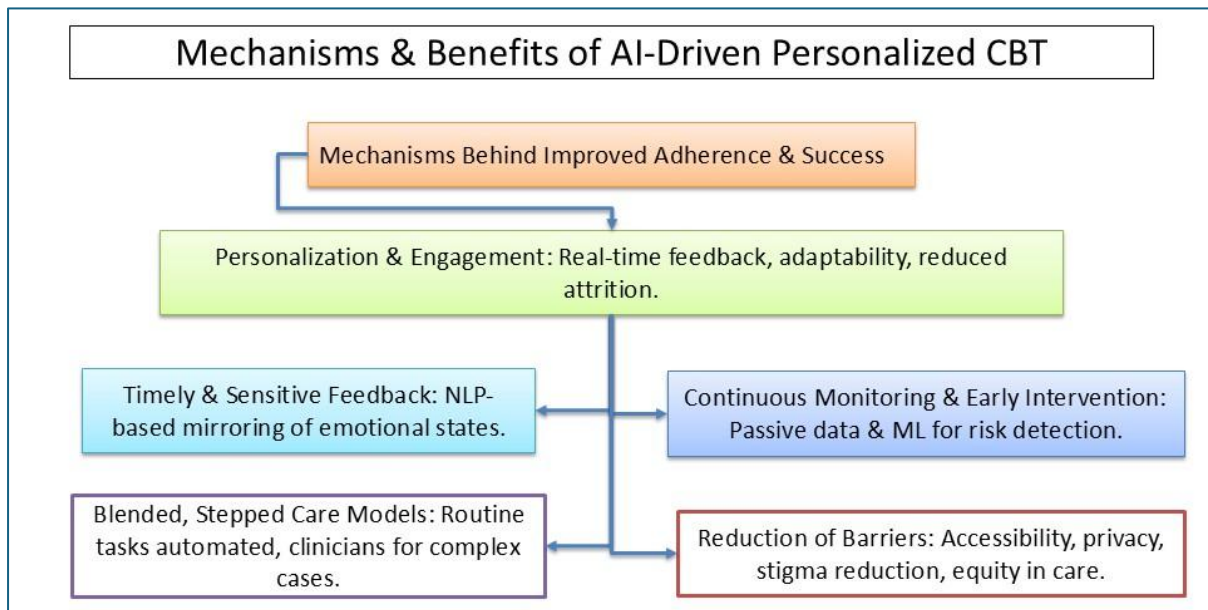 Mechanisms & Benefits of AI-Driven Personalized CBT
Mechanisms Behind Improved Adherence & Success
Personalization & Engagement: Real-time feedback, adaptability, reduced
attrition.
Timely & Sensitive Feedback: NLP-
based mirroring of emotional states.
Continuous Monitoring & Early Intervention:
Passive data & ML for risk detection.
Blended, Stepped Care Models: Routine
tasks automated, clinicians for complex
cases.
Reduction of Barriers: Accessibility, privacy,
stigma reduction, equity in care.